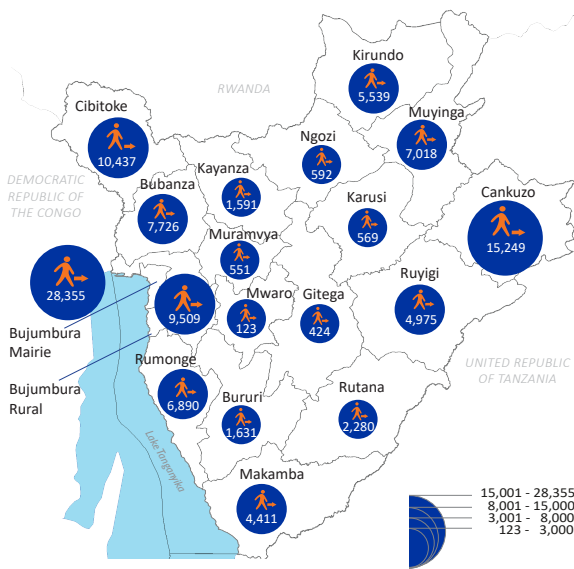 Kirundo
5,539
RWANDA
Cibitoke
10,437
Muyinga
7,018
Ngozi
592
Kayanza
1,591
DEMOCRATIC
REPUBLIC OF
THE CONGO
Bubanza
7,726
Karusi
569
Cankuzo
15,249
Muramvya
551
28,355
Ruyigi
4,975
9,509
Mwaro
123
Gitega
424
Bujumbura
Mairie
Bujumbura
Rural
Rumonge
6,890
UNITED REPUBLIC
OF TANZANIA
Bururi
1,631
Rutana
2,280
Lake Tanganyika
Makamba
4,411
15,001 - 28,355
8,001 - 15,000
3,001 - 8,000
123 - 3,000